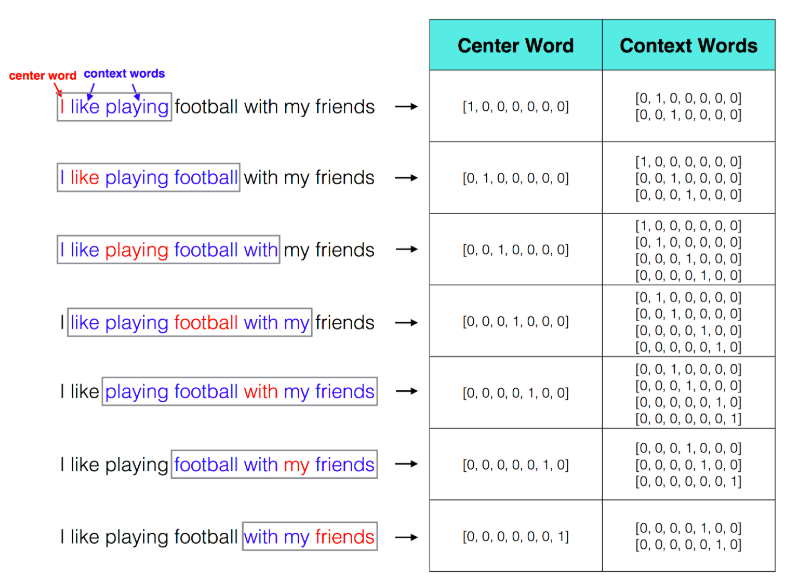 Center Word
Context Words
center word
context words
I like playing football with my friends
[1, 0, 0, 0, 0, 0, 0]
[0, 1, 0, 0, 0, 0, 0]
[0, 0, 1, 0, 0, 0, 0]
I like playing football with my friends
[0, 1, 0, 0, 0, 0, 0]
[1, 0, 0, 0, 0, 0, 0]
[0, 0, 1, 0, 0, 0, 0]
[0, 0, 0, 1, 0, 0, 0]
I like playing football with my friends
[0, 0, 1, 0, 0, 0, 0]
[1, 0, 0, 0, 0, 0, 0]
[0, 1, 0, 0, 0, 0, 0]
[0, 0, 0, 1, 0, 0, 0]
[0, 0, 0, 0, 1, 0, 0]
I like playing football with my friends
[0, 0, 0, 1, 0, 0, 0]
[0, 1, 0, 0, 0, 0, 0]
[0, 0, 1, 0, 0, 0, 0]
[0, 0, 0, 0, 1, 0, 0]
[0, 0, 0, 0, 0, 1, 0]
I like playing football with my friends
[0, 0, 0, 0, 1, 0, 0]
[0, 0, 1, 0, 0, 0, 0]
[0, 0, 0, 1, 0, 0, 0]
[0, 0, 0, 0, 0, 1, 0]
[0, 0, 0, 0, 0, 0, 1]
I like playing football with my friends
[0, 0, 0, 0, 0, 1, 0]
[0, 0, 0, 1, 0, 0, 0]
[0, 0, 0, 0, 1, 0, 0]
[0, 0, 0, 0, 0, 0, 1]
I like playing football with my friends
[0, 0, 0, 0, 0, 0, 1]
[0, 0, 0, 0, 1, 0, 0]
[0, 0, 0, 0, 0, 1, 0]